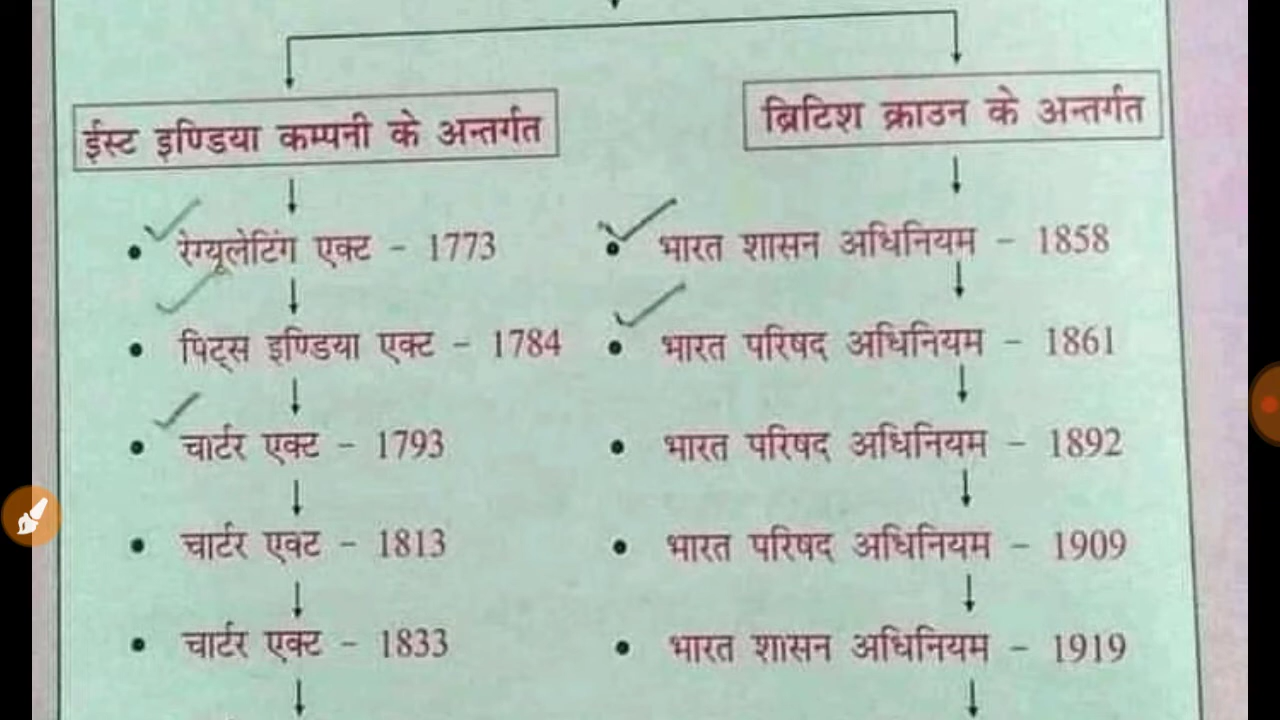 ईस्ट इण्डिया कम्पनी के अन्तर्गत
ब्रिटिश क्राउन के अन्तर्गत
• रेग्यूलेटिंग एक्ट - 1773
• भारत शासन अधिनियम - 1858
• पिट्स इण्डिया एक्ट - 1784
• भारत परिषद अधिनियम - 1861
• चार्टर एक्ट - 1793
• भारत परिषद अधिनियम - 1892
• चार्टर एक्ट - 1813
• भारत परिषद अधिनियम - 1909
• चार्टर एक्ट - 1833
• भारत शासन अधिनियम - 1919